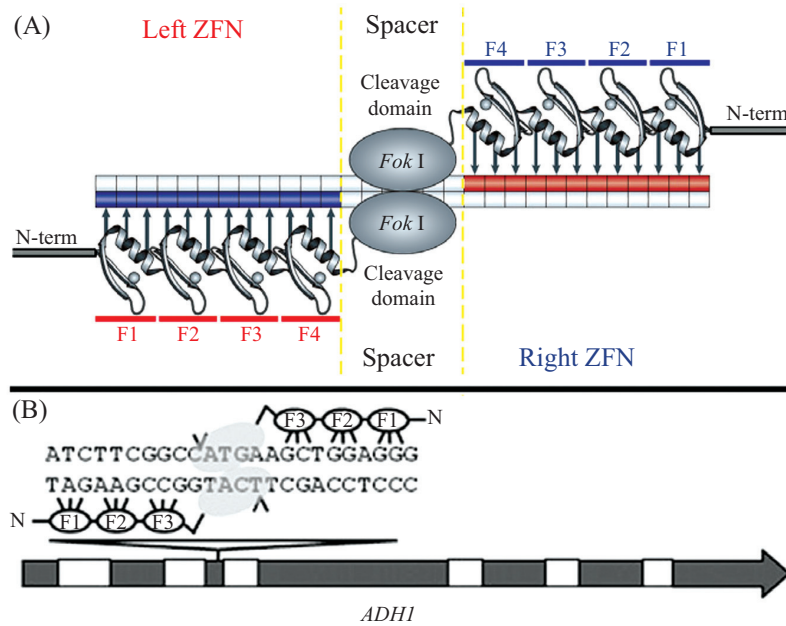 (A)
Left ZFN
Spacer
F4 F3 F2 F1
Cleavage
domain
N-term
Fok I
Fok I
N-term
Cleavage
domain
F1 F2 F3 F4
Spacer
Right ZFN
(B)
F3 F2 F1 N
ATCTTCGGCCATGAAGCTGGAGGG
TAGAAGCCGGTACTTCGACCTCCC
N F1 F2 F3
ADH1